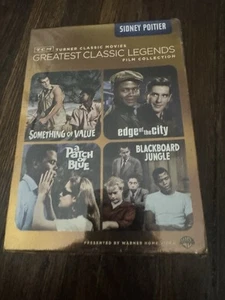 SIDNEY POITIER
TCM TURNER CLASSIC MOVIES
GREATEST CLASSIC LEGENDS
FILM COLLECTION
SOMETHING OF VALUE
edge of the city
A PATCH OF BLUE
BLACKBOARD JUNGLE
PRESENTED BY WARNER HOME VIDEO